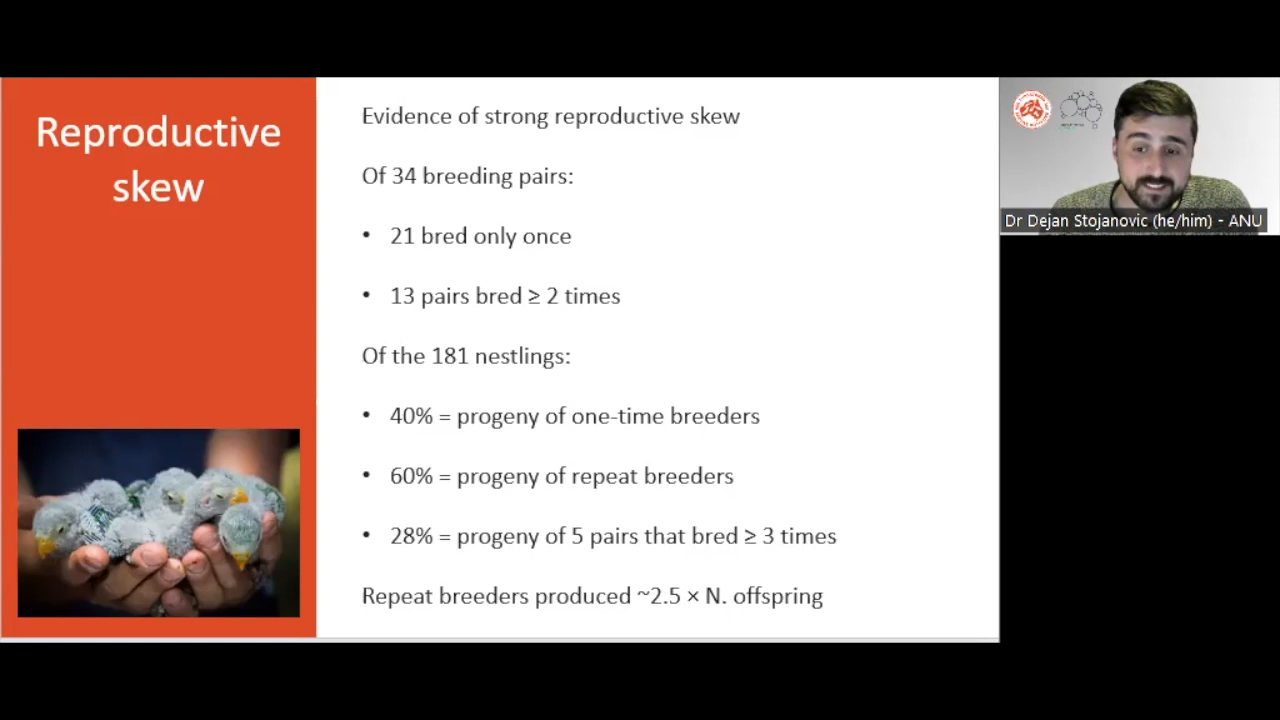 Reproductive
skew
Evidence of strong reproductive skew
Of 34 breeding pairs:
• 21 bred only once
• 13 pairs bred ≥ 2 times
Of the 181 nestlings:
• 40% = progeny of one-time breeders
• 60% = progeny of repeat breeders
• 28% = progeny of 5 pairs that bred ≥ 3 times
Repeat breeders produced ~2.5 × N. offspring
Dr Dejan Stojanovic (he/him) - ANU